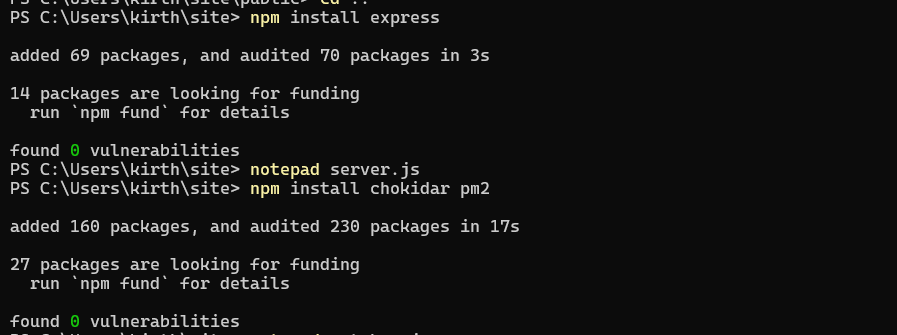 PS C:\Users\kirth\site\public> cd ..
PS C:\Users\kirth\site> npm install express
added 69 packages, and audited 70 packages in 3s
14 packages are looking for funding
run `npm fund` for details
found 0 vulnerabilities
PS C:\Users\kirth\site> notepad server.js
PS C:\Users\kirth\site> npm install chokidar pm2
added 160 packages, and audited 230 packages in 17s
27 packages are looking for funding
run `npm fund` for details
found 0 vulnerabilities